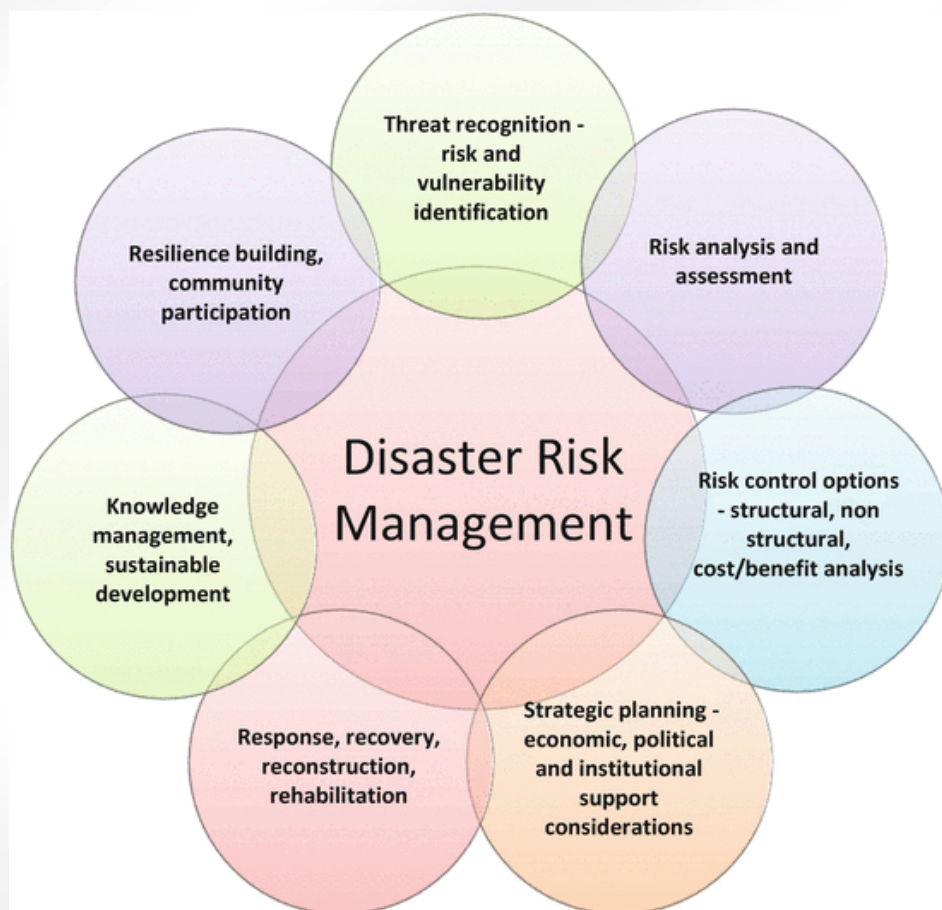 Threat recognition -
risk and
vulnerability
identification
Risk analysis and
assessment
Risk control options
- structural, non
structural,
cost/benefit analysis
Strategic planning -
economic, political
and institutional
support
considerations
Response, recovery,
reconstruction,
rehabilitation
Knowledge
management,
sustainable
development
Resilience building,
community
participation
Disaster Risk
Management